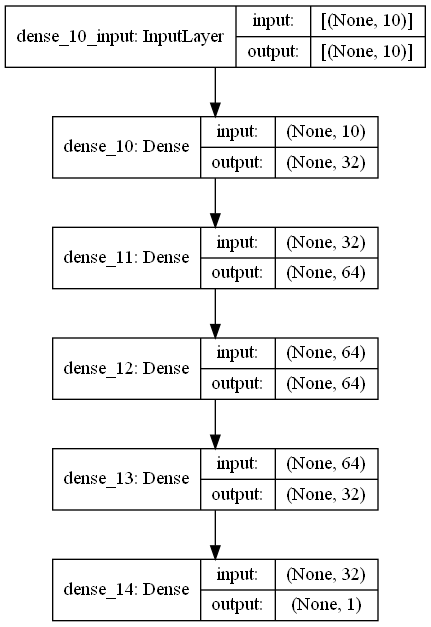 dense_10_input: InputLayer
input: [(None, 10)]
output: [(None, 10)]
dense_10: Dense
input: (None, 10)
output: (None, 32)
dense_11: Dense
input: (None, 32)
output: (None, 64)
dense_12: Dense
input: (None, 64)
output: (None, 64)
dense_13: Dense
input: (None, 64)
output: (None, 32)
dense_14: Dense
input: (None, 32)
output: (None, 1)